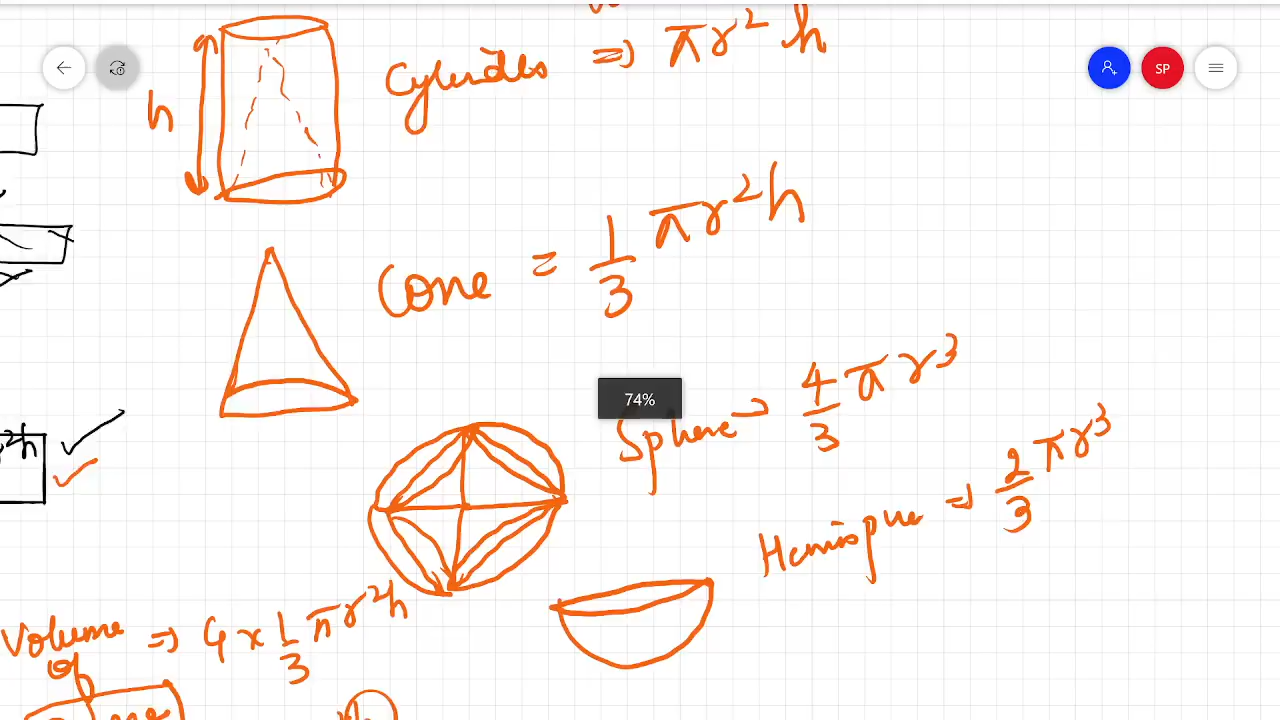 Cylinder ⇒ πr²h
h
Cone = 1/3 πr²h
74%
Sphere → 4/3 πr³
r²h
Hemisphere ⇒ 2/3 πr³
Volume ⇒ 4 × 1/3 πr²h
of
SP